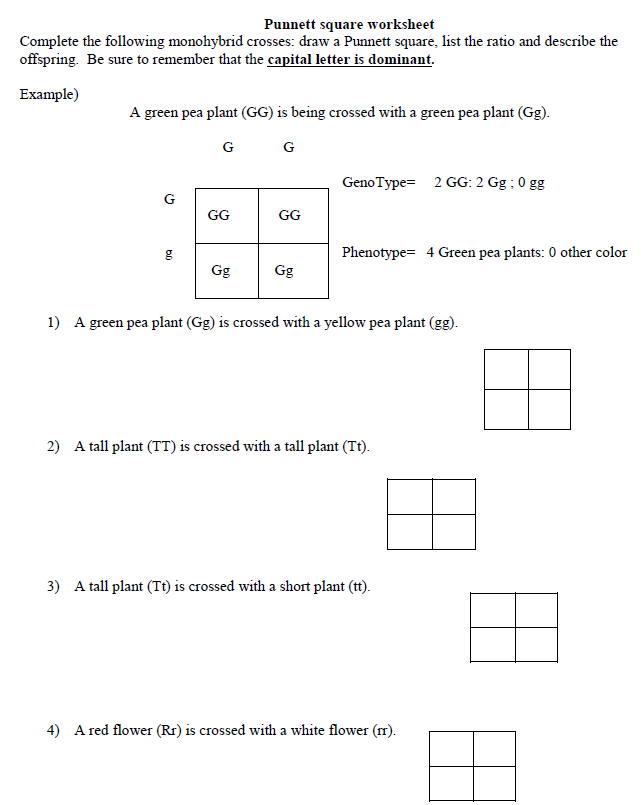 Punnett square worksheet
Complete the following monohybrid crosses: draw a Punnett square, list the ratio and describe the
offspring.  Be sure to remember that the capital letter is dominant.
Example)
A green pea plant (GG) is being crossed with a green pea plant (Gg).
G G
GenoType= 2 GG: 2 Gg ; 0 gg
G
GG GG
g
Phenotype= 4 Green pea plants: 0 other color
Gg Gg
1) A green pea plant (Gg) is crossed with a yellow pea plant (gg).
2) A tall plant (TT) is crossed with a tall plant (Tt).
3) A tall plant (Tt) is crossed with a short plant (tt).
4) A red flower (Rr) is crossed with a white flower (rr).